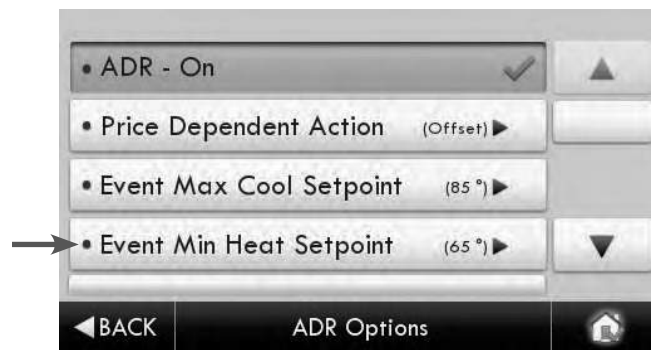 • ADR - On
• Price Dependent Action (Offset)
• Event Max Cool Setpoint (85 °)
• Event Min Heat Setpoint (65 °)
BACK ADR Options